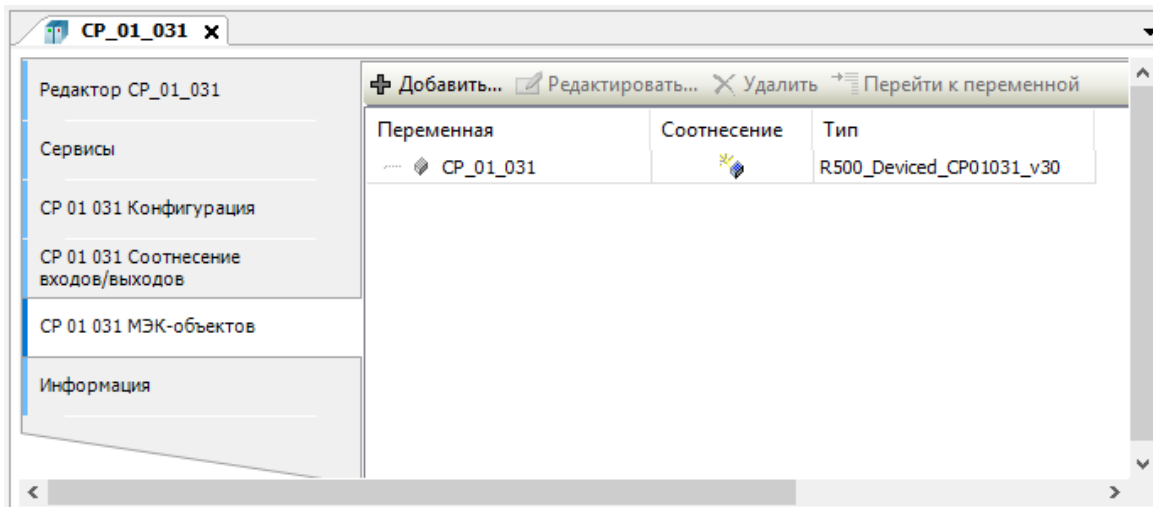 CP_01_031
Редактор CP_01_031
Сервисы
CP 01 031 Конфигурация
CP 01 031 Соотнесение
входов/выходов
CP 01 031 МЭК-объектов
Информация
Добавить... Редактировать... Удалить Перейти к переменной
Переменная Соотнесение Тип
CP_01_031 R500_Deviced_CP01031_v30